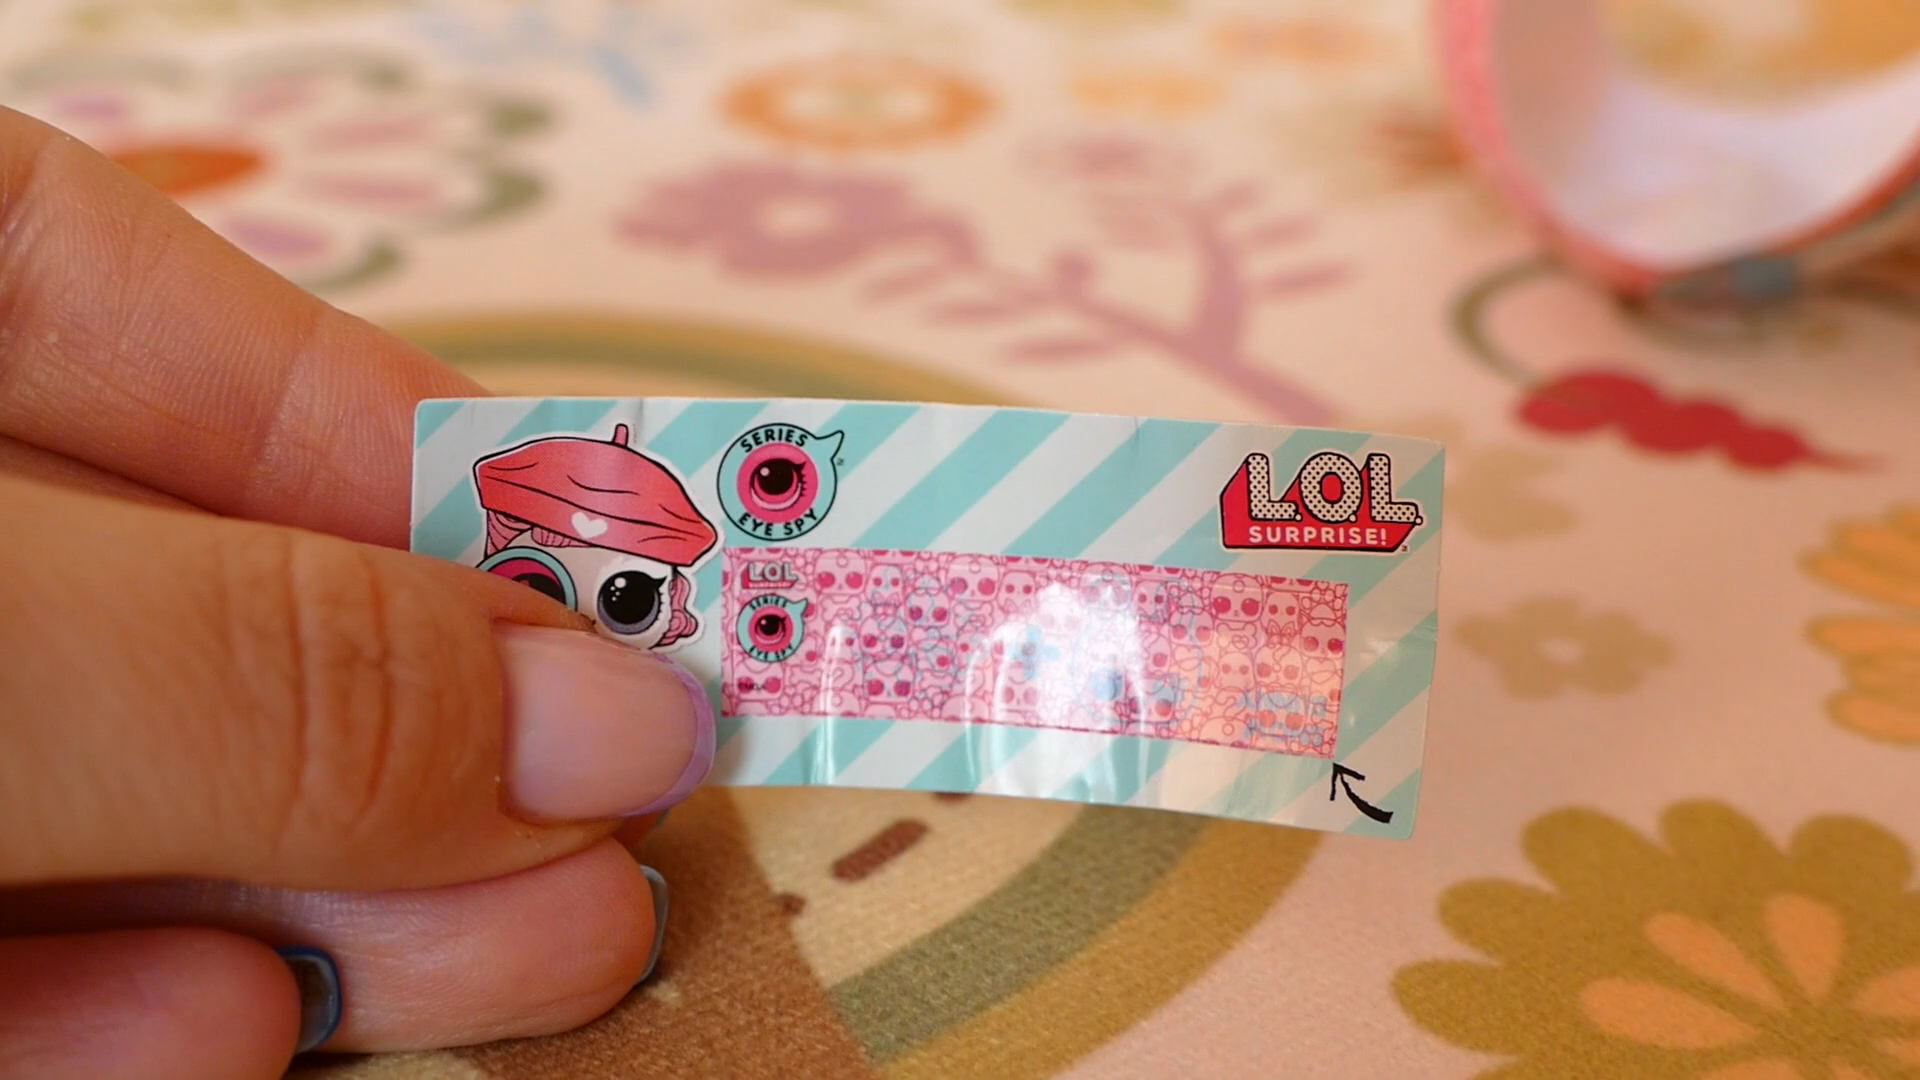 SERIES
EYE SPY
L.O.L.
SURPRISE!
LOL
SERIES
EYE SPY